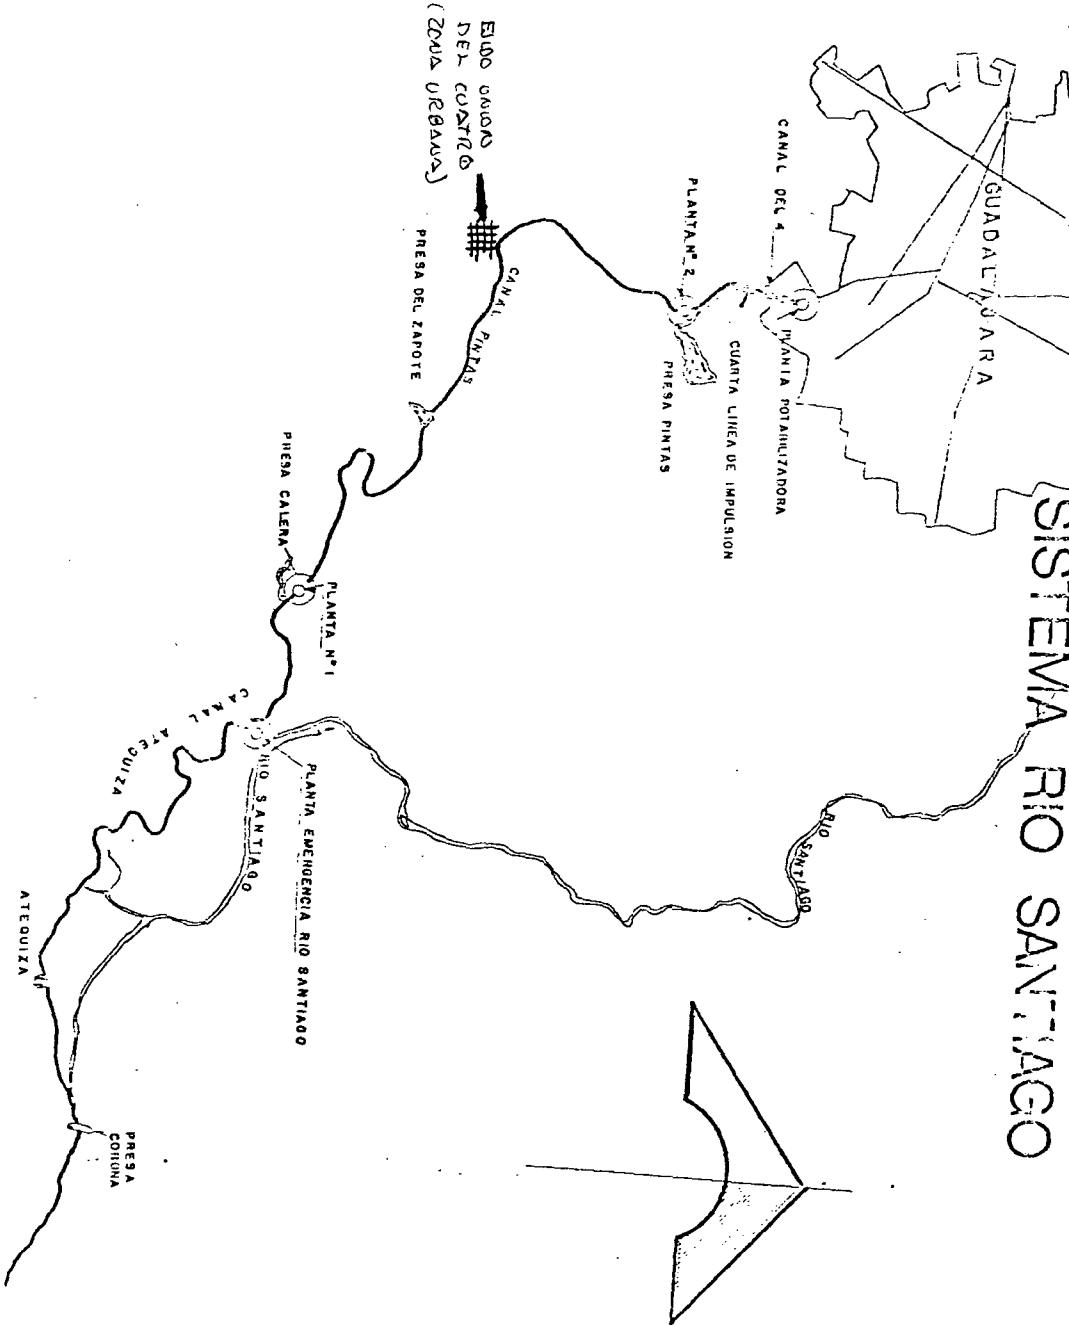 SISTEMA RIO SANTIAGO
GUADALAJARA
CANAL DEL 4
PLANTA POTABILIZADORA
CUARTA LINEA DE IMPULSION
PLANTA Nº 2
PRESA PINTAS
EJIDO UNION
DEL CUATRO
(ZONA URBANA)
CANAL PINTAS
PRESA DEL ZAPOTE
PRESA CALERA
PLANTA Nº 1
CANAL ATEQUIZA
RIO SANTIAGO
PLANTA EMERGENCIA RIO SANTIAGO
RIO SANTIAGO
ATEQUIZA
PRESA
CORONA